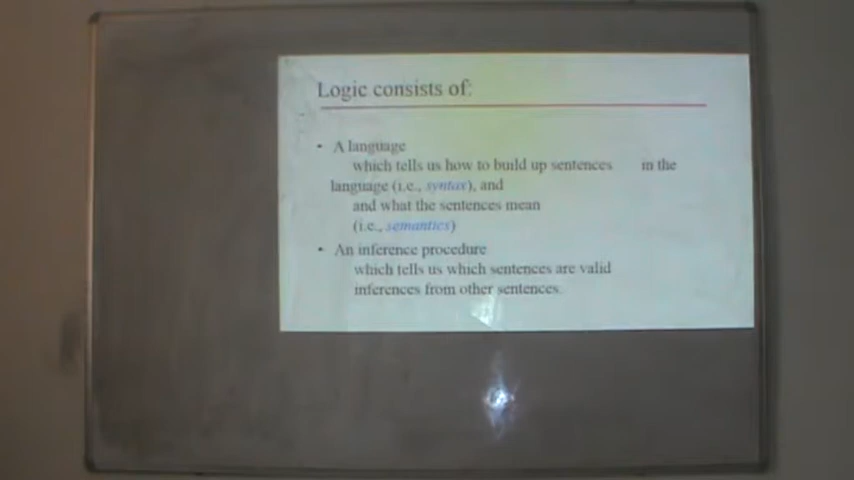 Logic consists of:
• A language
which tells us how to build up sentences in the
language (i.e., syntax), and
and what the sentences mean
(i.e., semantics)
• An inference procedure
which tells us which sentences are valid
inferences from other sentences.